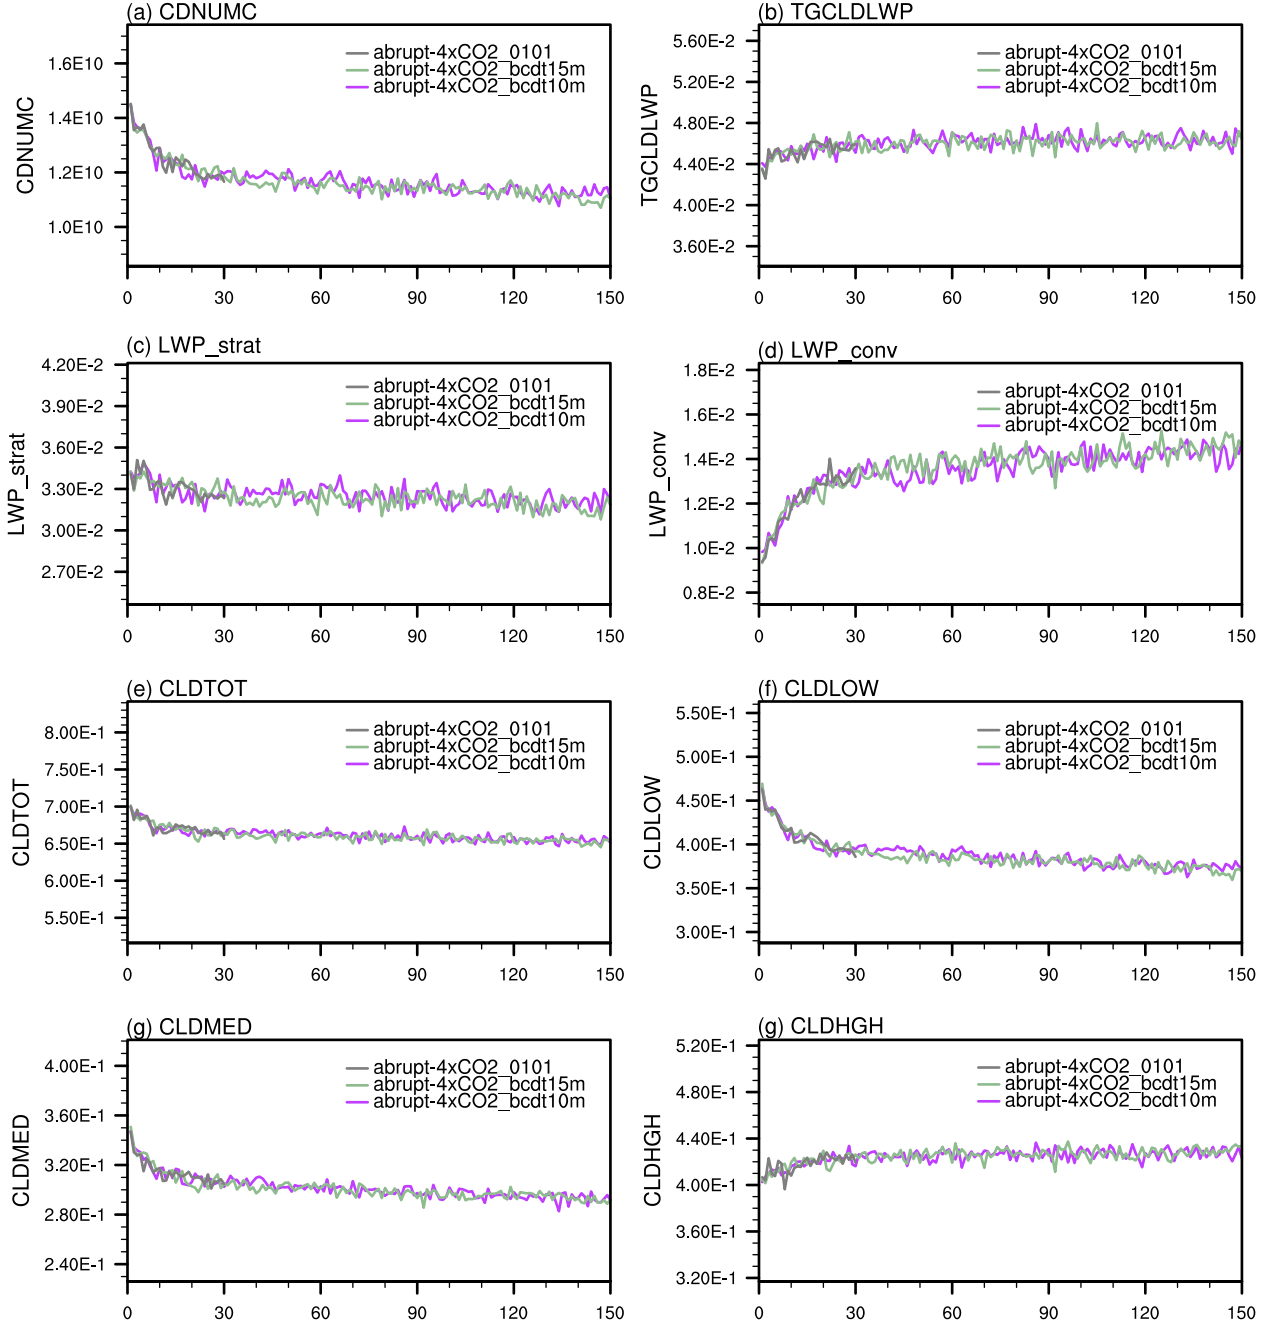 (a) CDNUMC
CDNUMC
1.6E10
1.4E10
1.2E10
1.0E10
abrupt-4xCO2_0101
abrupt-4xCO2_bcdt15m
abrupt-4xCO2_bcdt10m
0 30 60 90 120 150
(b) TGCLDLWP
TGCLDLWP
5.60E-2
5.20E-2
4.80E-2
4.40E-2
4.00E-2
3.60E-2
abrupt-4xCO2_0101
abrupt-4xCO2_bcdt15m
abrupt-4xCO2_bcdt10m
0 30 60 90 120 150
(c) LWP_strat
LWP_strat
4.20E-2
3.90E-2
3.60E-2
3.30E-2
3.00E-2
2.70E-2
abrupt-4xCO2_0101
abrupt-4xCO2_bcdt15m
abrupt-4xCO2_bcdt10m
0 30 60 90 120 150
(d) LWP_conv
LWP_conv
1.8E-2
1.6E-2
1.4E-2
1.2E-2
1.0E-2
0.8E-2
abrupt-4xCO2_0101
abrupt-4xCO2_bcdt15m
abrupt-4xCO2_bcdt10m
0 30 60 90 120 150
(e) CLDTOT
CLDTOT
8.00E-1
7.50E-1
7.00E-1
6.50E-1
6.00E-1
5.50E-1
abrupt-4xCO2_0101
abrupt-4xCO2_bcdt15m
abrupt-4xCO2_bcdt10m
0 30 60 90 120 150
(f) CLDLOW
CLDLOW
5.50E-1
5.00E-1
4.50E-1
4.00E-1
3.50E-1
3.00E-1
abrupt-4xCO2_0101
abrupt-4xCO2_bcdt15m
abrupt-4xCO2_bcdt10m
0 30 60 90 120 150
(g) CLDMED
CLDMED
4.00E-1
3.60E-1
3.20E-1
2.80E-1
2.40E-1
abrupt-4xCO2_0101
abrupt-4xCO2_bcdt15m
abrupt-4xCO2_bcdt10m
0 30 60 90 120 150
(g) CLDHGH
CLDHGH
5.20E-1
4.80E-1
4.40E-1
4.00E-1
3.60E-1
3.20E-1
abrupt-4xCO2_0101
abrupt-4xCO2_bcdt15m
abrupt-4xCO2_bcdt10m
0 30 60 90 120 150